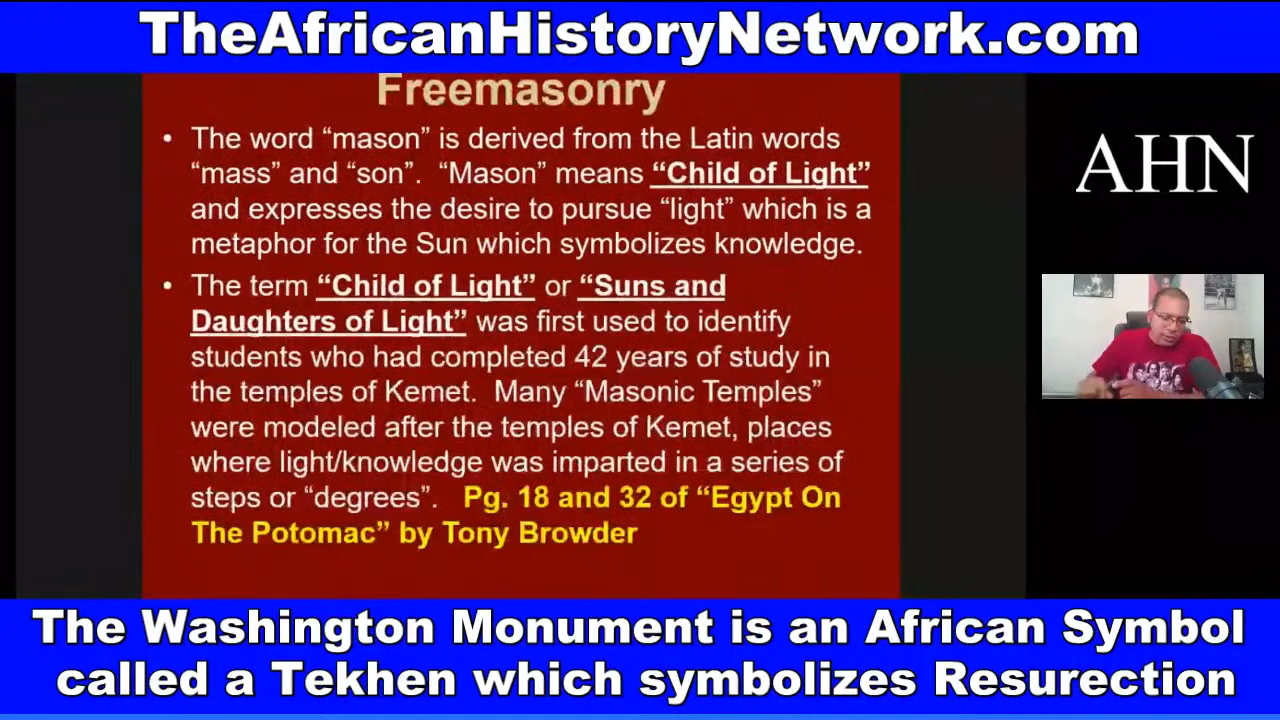 TheAfricanHistoryNetwork.com
Freemasonry
• The word “mason” is derived from the Latin words
“mass” and “son”.  “Mason” means “Child of Light”
and expresses the desire to pursue “light” which is a
metaphor for the Sun which symbolizes knowledge.
• The term “Child of Light” or “Suns and
Daughters of Light” was first used to identify
students who had completed 42 years of study in
the temples of Kemet.  Many “Masonic Temples”
were modeled after the temples of Kemet, places
where light/knowledge was imparted in a series of
steps or “degrees”.   Pg. 18 and 32 of “Egypt On
The Potomac” by Tony Browder
AHN
The Washington Monument is an African Symbol
called a Tekhen which symbolizes Resurection